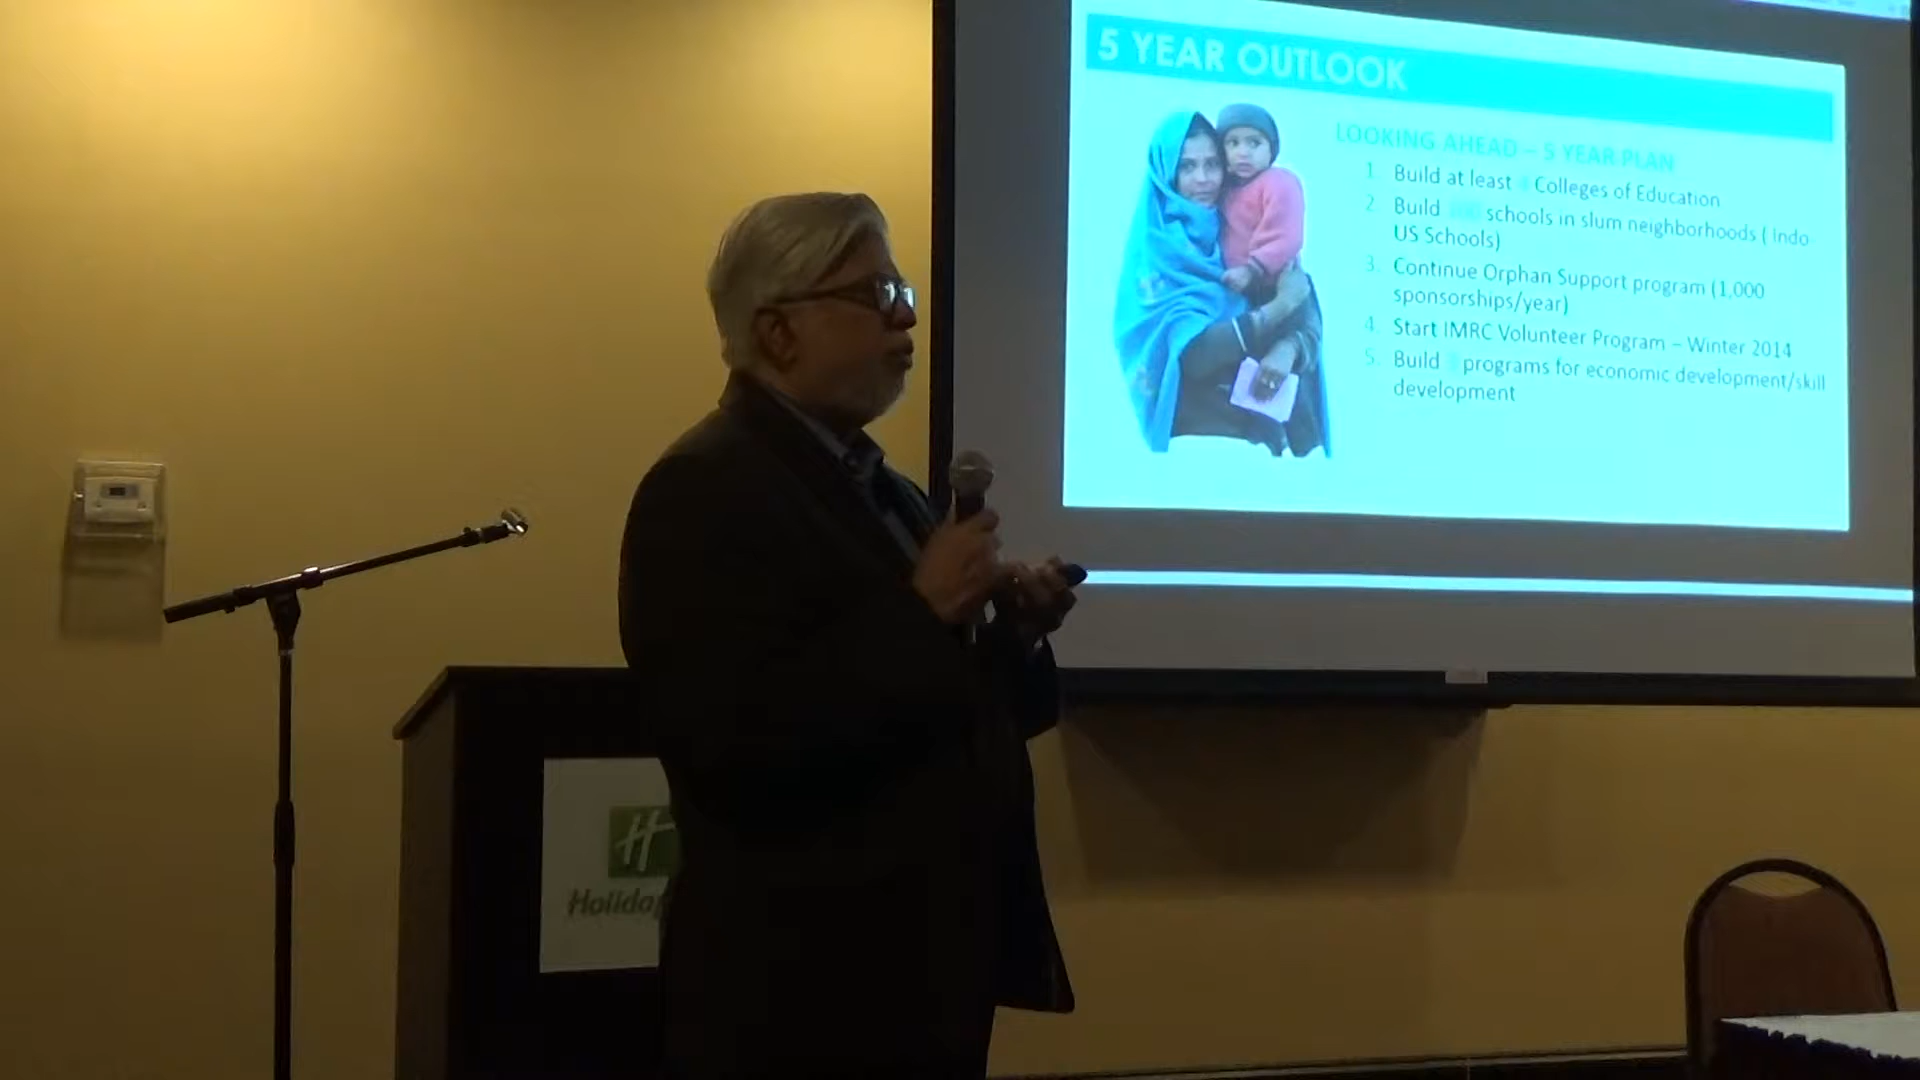 5 YEAR OUTLOOK
LOOKING AHEAD – 5 YEAR PLAN
1. Build at least Colleges of Education
2. Build schools in slum neighborhoods ( Indo
US Schools)
3. Continue Orphan Support program (1,000
sponsorships/year)
4. Start IMRC Volunteer Program – Winter 2014
5. Build programs for economic development/skill
development
H
Holiday